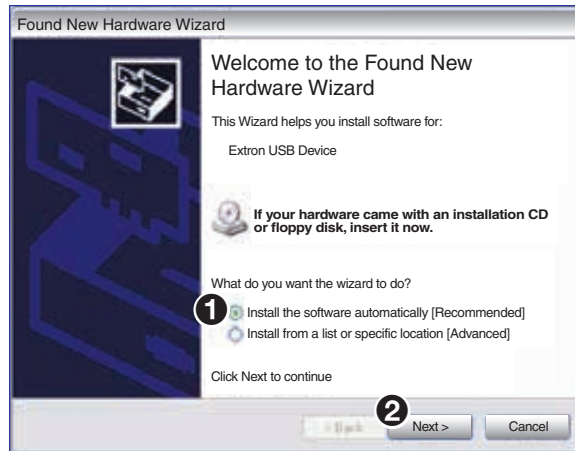 Found New Hardware Wizard
Welcome to the Found New
Hardware Wizard
This Wizard helps you install software for:
Extron USB Device
If your hardware came with an installation CD
or floppy disk, insert it now.
What do you want the wizard to do?
1 Install the software automatically [Recommended]
Install from a list or specific location [Advanced]
Click Next to continue
< Back 2 Next > Cancel